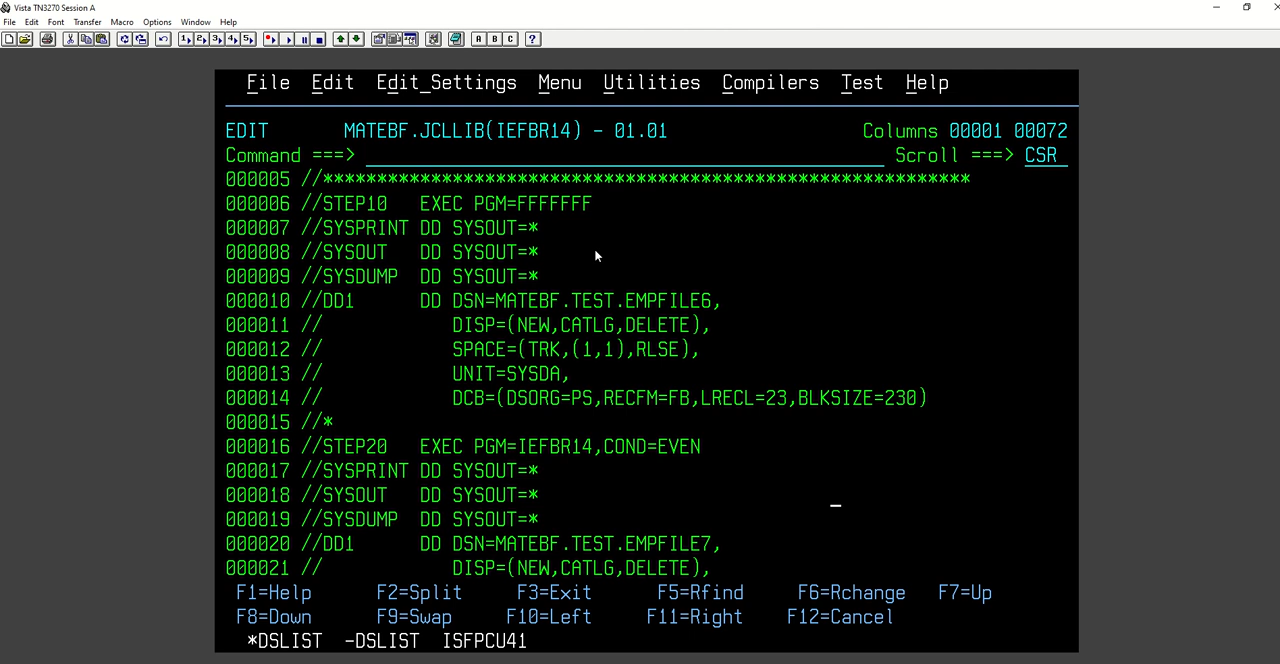 Vista TN3270 Session A
File Edit Font Transfer Macro Options Window Help
1 2 3 4 5 A B C ?
File Edit Edit_Settings Menu Utilities Compilers Test Help
EDIT MATEBF.JCLLIB(IEFBR14) - 01.01 Columns 00001 00072
Command ===> Scroll ===> CSR
000005 //************************************************************
000006 //STEP10 EXEC PGM=FFFFFFF
000007 //SYSPRINT DD SYSOUT=*
000008 //SYSOUT DD SYSOUT=*
000009 //SYSDUMP DD SYSOUT=*
000010 //DD1 DD DSN=MATEBF.TEST.EMPFILE6,
000011 // DISP=(NEW,CATLG,DELETE),
000012 // SPACE=(TRK,(1,1),RLSE),
000013 // UNIT=SYSDA,
000014 // DCB=(DSORG=PS,RECFM=FB,LRECL=23,BLKSIZE=230)
000015 //*
000016 //STEP20 EXEC PGM=IEFBR14,COND=EVEN
000017 //SYSPRINT DD SYSOUT=*
000018 //SYSOUT DD SYSOUT=*
000019 //SYSDUMP DD SYSOUT=*
000020 //DD1 DD DSN=MATEBF.TEST.EMPFILE7,
000021 // DISP=(NEW,CATLG,DELETE),
F1=Help F2=Split F3=Exit F5=Rfind F6=Rchange F7=Up
F8=Down F9=Swap F10=Left F11=Right F12=Cancel
*DSLIST -DSLIST ISFPCU41